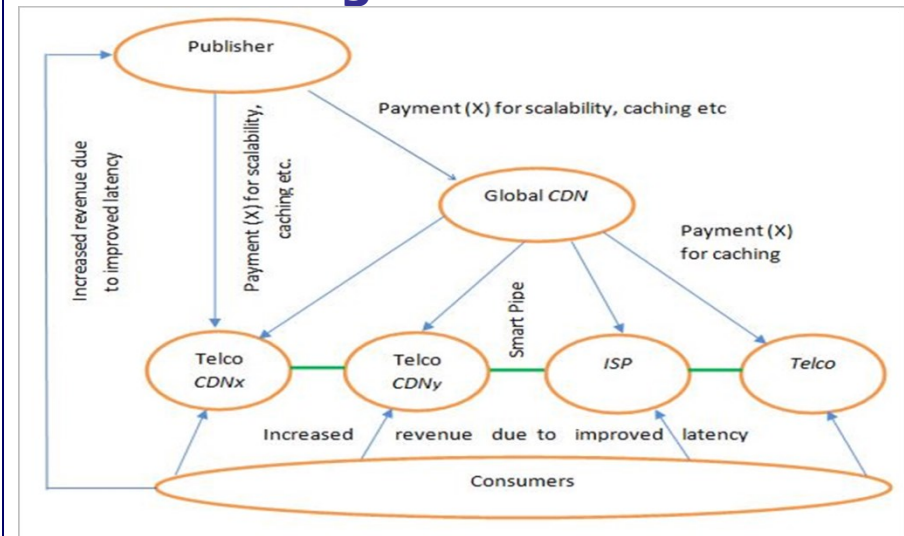 Publisher
Payment (X) for scalability, caching etc
Increased revenue due
to improved latency
Payment (X) for scalability,
caching etc.
Global CDN
Payment (X)
for caching
Smart Pipe
Telco
CDNx
Telco
CDNy
ISP
Telco
Increased revenue due to improved latency
Consumers